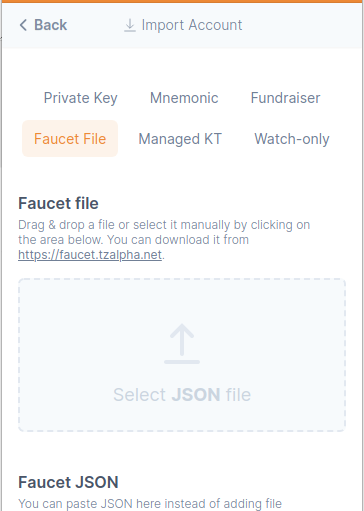 Back
Import Account
Private Key Mnemonic Fundraiser
Faucet File Managed KT Watch-only
Faucet file
Drag & drop a file or select it manually by clicking on
the area below. You can download it from
https://faucet.tzalpha.net.
Select JSON file
Faucet JSON
You can paste JSON here instead of adding file